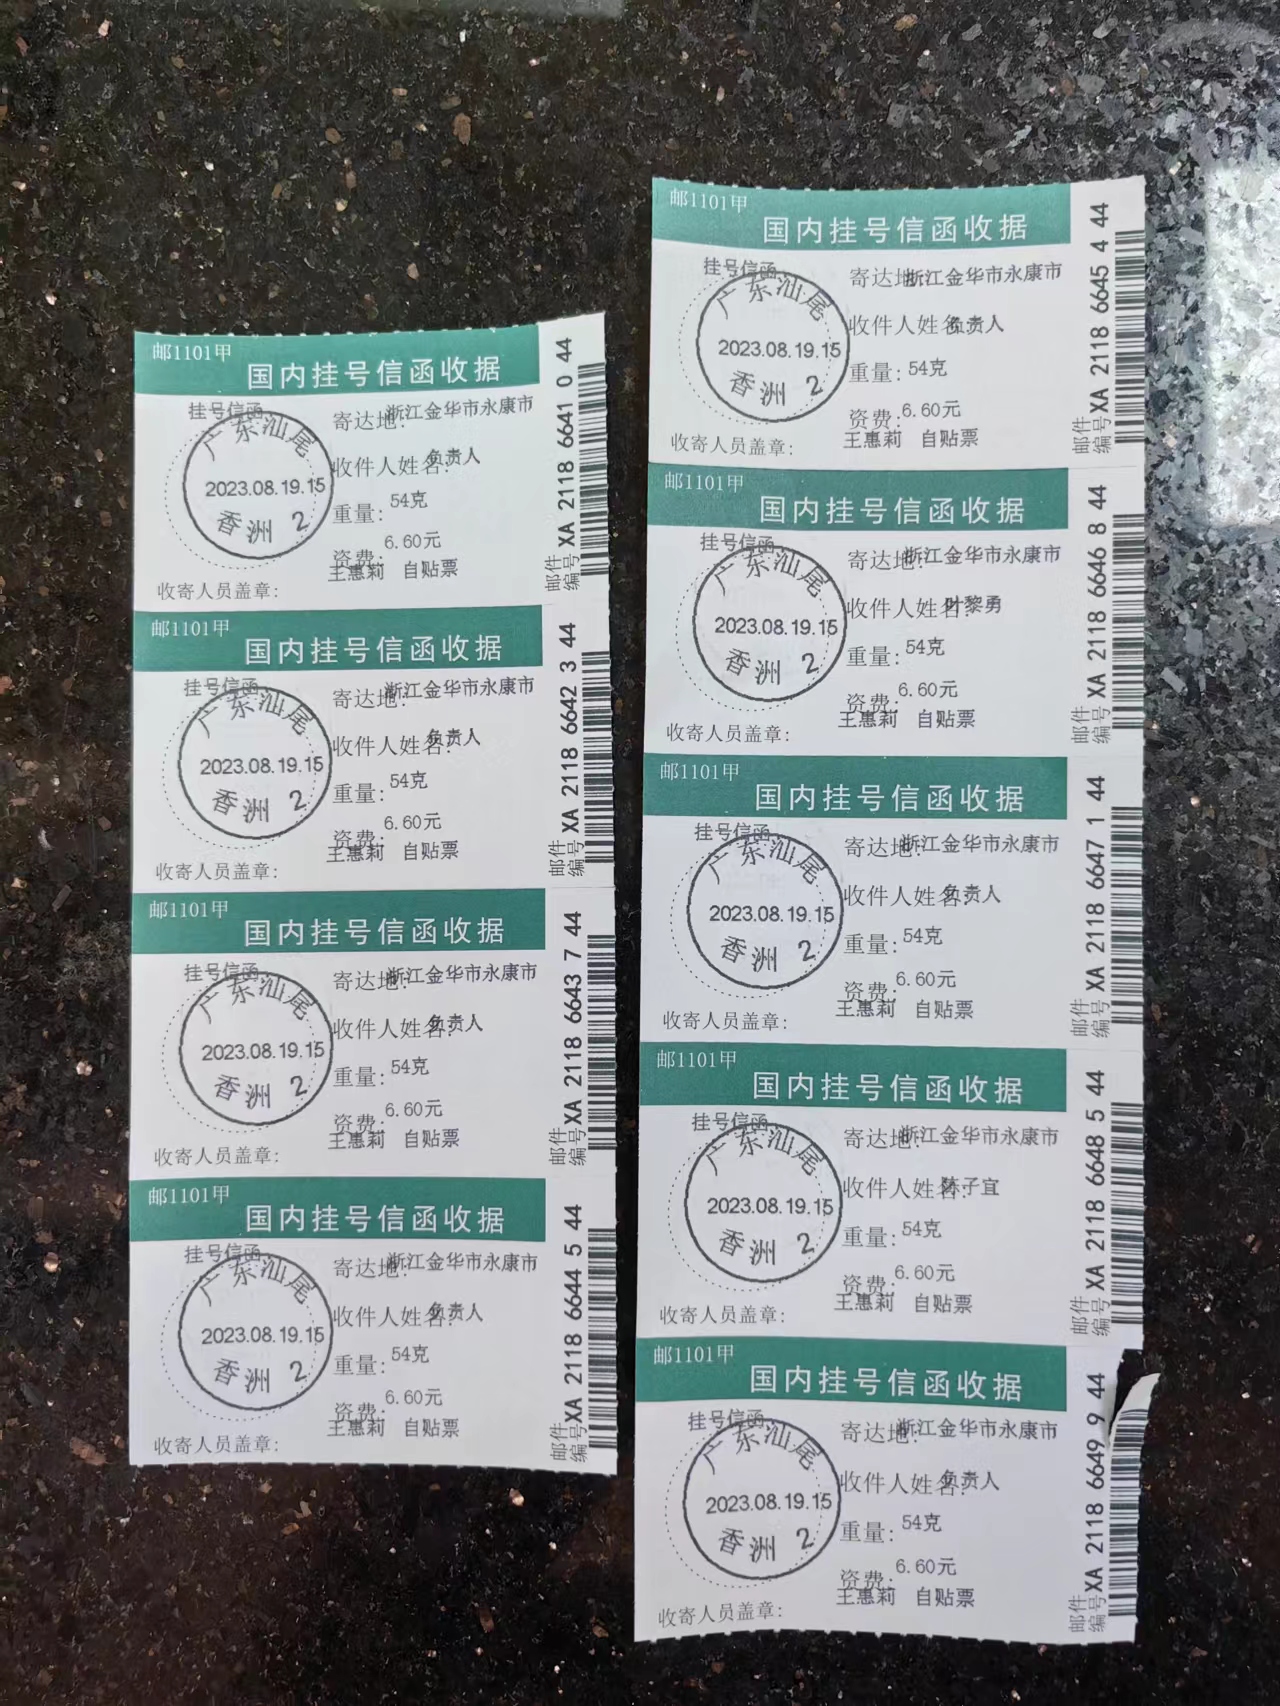 邮1101甲
国内挂号信函收据
挂号信函
寄达地:浙江金华市永康市
广东汕尾
收件人姓名:负责人
2023.08.19.15
重量:54克
香洲 2
资费:6.60元
王惠莉 自贴票
收寄人员盖章:
邮件编号XA 2118 6641 0 44
邮1101甲
国内挂号信函收据
挂号信函
寄达地:浙江金华市永康市
广东汕尾
收件人姓名:负责人
2023.08.19.15
重量:54克
香洲 2
资费:6.60元
王惠莉 自贴票
收寄人员盖章:
邮件编号XA 2118 6642 3 44
邮1101甲
国内挂号信函收据
挂号信函
寄达地:浙江金华市永康市
广东汕尾
收件人姓名:负责人
2023.08.19.15
重量:54克
香洲 2
资费:6.60元
王惠莉 自贴票
收寄人员盖章:
邮件编号XA 2118 6643 7 44
邮1101甲
国内挂号信函收据
挂号信函
寄达地:浙江金华市永康市
广东汕尾
收件人姓名:负责人
2023.08.19.15
重量:54克
香洲 2
资费:6.60元
王惠莉 自贴票
收寄人员盖章:
邮件编号XA 2118 6644 5 44
邮1101甲
国内挂号信函收据
挂号信函
寄达地:浙江金华市永康市
广东汕尾
收件人姓名:负责人
2023.08.19.15
重量:54克
香洲 2
资费:6.60元
王惠莉 自贴票
收寄人员盖章:
邮件编号XA 2118 6645 4 44
邮1101甲
国内挂号信函收据
挂号信函
寄达地:浙江金华市永康市
广东汕尾
收件人姓名:叶黎勇
2023.08.19.15
重量:54克
香洲 2
资费:6.60元
王惠莉 自贴票
收寄人员盖章:
邮件编号XA 2118 6646 8 44
邮1101甲
国内挂号信函收据
挂号信函
寄达地:浙江金华市永康市
广东汕尾
收件人姓名:负责人
2023.08.19.15
重量:54克
香洲 2
资费:6.60元
王惠莉 自贴票
收寄人员盖章:
邮件编号XA 2118 6647 1 44
邮1101甲
国内挂号信函收据
挂号信函
寄达地:浙江金华市永康市
广东汕尾
收件人姓名:陈子宜
2023.08.19.15
重量:54克
香洲 2
资费:6.60元
王惠莉 自贴票
收寄人员盖章:
邮件编号XA 2118 6648 5 44
邮1101甲
国内挂号信函收据
挂号信函
寄达地:浙江金华市永康市
广东汕尾
收件人姓名:负责人
2023.08.19.15
重量:54克
香洲 2
资费:6.60元
王惠莉 自贴票
收寄人员盖章:
邮件编号XA 2118 6649 9 44